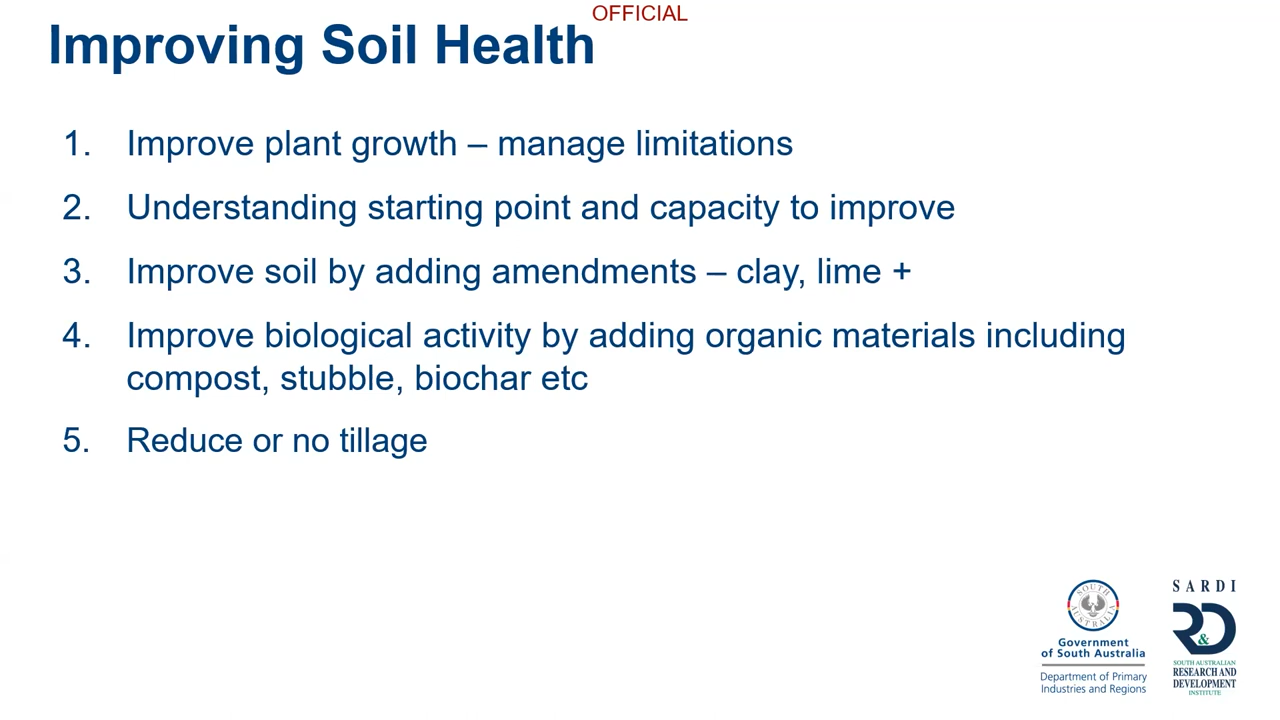 OFFICIAL
Improving Soil Health
1. Improve plant growth – manage limitations
2. Understanding starting point and capacity to improve
3. Improve soil by adding amendments – clay, lime +
4. Improve biological activity by adding organic materials including
compost, stubble, biochar etc
5. Reduce or no tillage
SOUTH
AUSTRALIA
Government
of South Australia
Department of Primary
Industries and Regions
SARDI
R&D
SOUTH AUSTRALIAN
RESEARCH AND
DEVELOPMENT
INSTITUTE